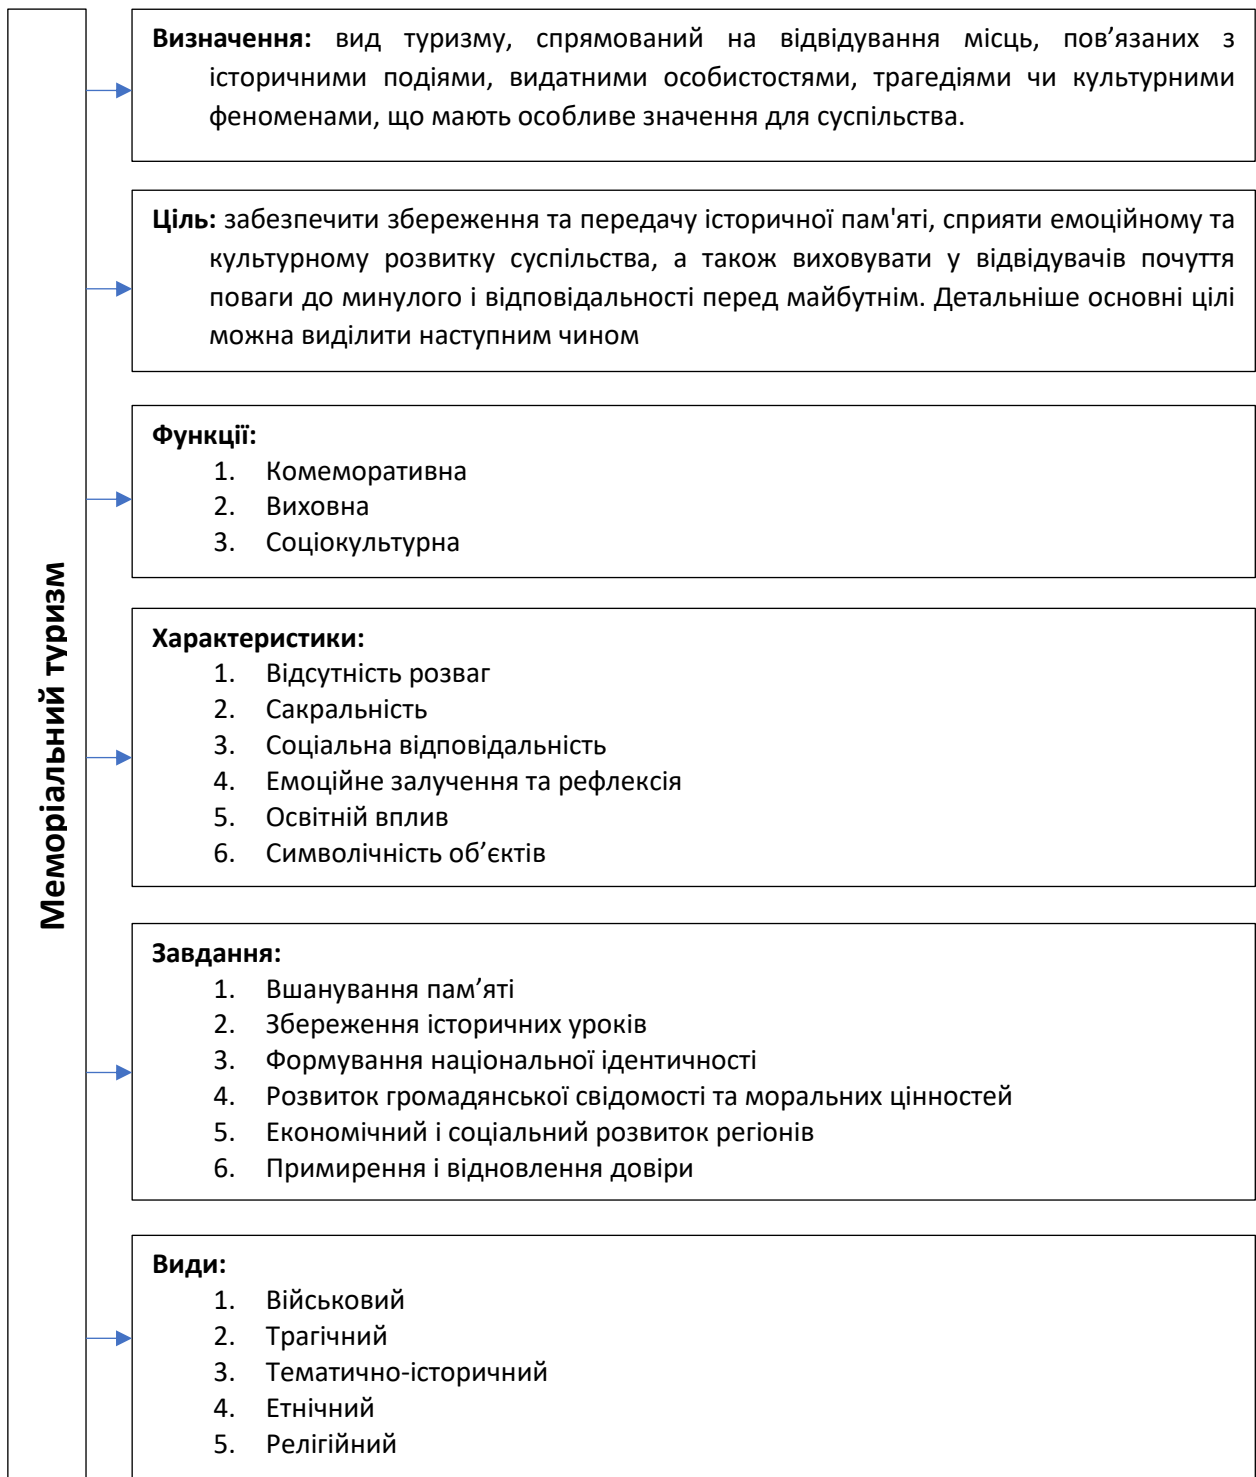 Меморіальний туризм
Визначення: вид туризму, спрямований на відвідування місць, пов’язаних з
історичними подіями, видатними особистостями, трагедіями чи культурними
феноменами, що мають особливе значення для суспільства.
Ціль: забезпечити збереження та передачу історичної пам'яті, сприяти емоційному та
культурному розвитку суспільства, а також виховувати у відвідувачів почуття
поваги до минулого і відповідальності перед майбутнім. Детальніше основні цілі
можна виділити наступним чином
Функції:
1. Комеморативна
2. Виховна
3. Соціокультурна
Характеристики:
1. Відсутність розваг
2. Сакральність
3. Соціальна відповідальність
4. Емоційне залучення та рефлексія
5. Освітній вплив
6. Символічність об’єктів
Завдання:
1. Вшанування пам’яті
2. Збереження історичних уроків
3. Формування національної ідентичності
4. Розвиток громадянської свідомості та моральних цінностей
5. Економічний і соціальний розвиток регіонів
6. Примирення і відновлення довіри
Види:
1. Військовий
2. Трагічний
3. Тематично-історичний
4. Етнічний
5. Релігійний